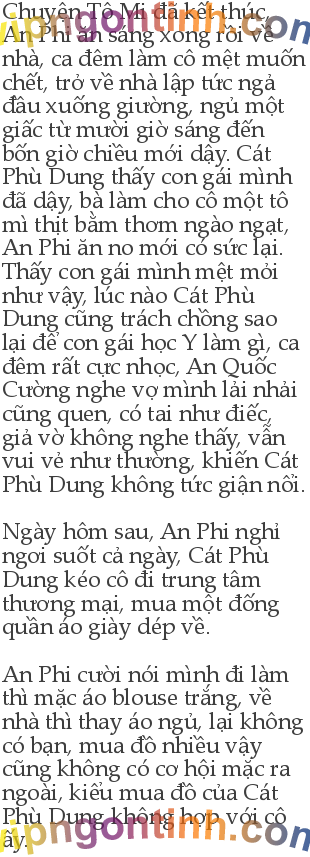 Chuyện Tô Mi đã kết thúc,
An Phi ăn sáng xong rồi về
nhà, ca đêm làm cô mệt muốn
chết, trở về nhà lập tức ngả
đầu xuống giường, ngủ một
giấc từ mười giờ sáng đến
bốn giờ chiều mới dậy. Cát
Phù Dung thấy con gái mình
đã dậy, bà làm cho cô một tô
mì thịt bằm thơm ngào ngạt,
An Phi ăn no mới có sức lại.
Thấy con gái mình mệt mỏi
như vậy, lúc nào Cát Phù
Dung cũng trách chồng sao
lại để con gái học Y làm gì, ca
đêm rất cực nhọc, An Quốc
Cường nghe vợ mình lải nhải
cũng quen, có tai như điếc,
giả vờ không nghe thấy, vẫn
vui vẻ như thường, khiến Cát
Phù Dung không tức giận nổi.
Ngày hôm sau, An Phi nghỉ
ngơi suốt cả ngày, Cát Phù
Dung kéo cô đi trung tâm
thương mại, mua một đống
quần áo giày dép về.
An Phi cười nói mình đi làm
thì mặc áo blouse trắng, về
nhà thì thay áo ngủ, lại không
có bạn, mua đồ nhiều vậy
cũng không có cơ hội mặc ra
ngoài, kiểu mua đồ của Cát
Phù Dung không hợp với cô
ấy.
vipngontinh.com
vipngontinh.com